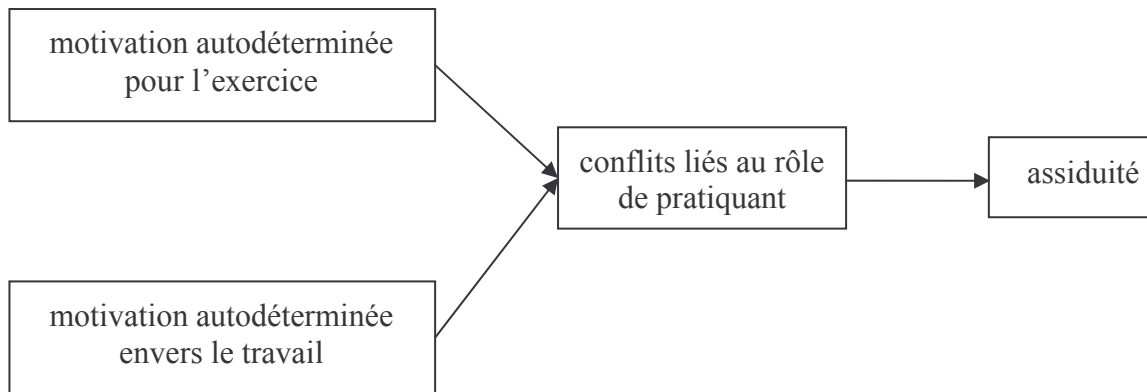 motivation autodéterminée
pour l’exercice
conflits liés au rôle
de pratiquant
assiduité
motivation autodéterminée
envers le travail